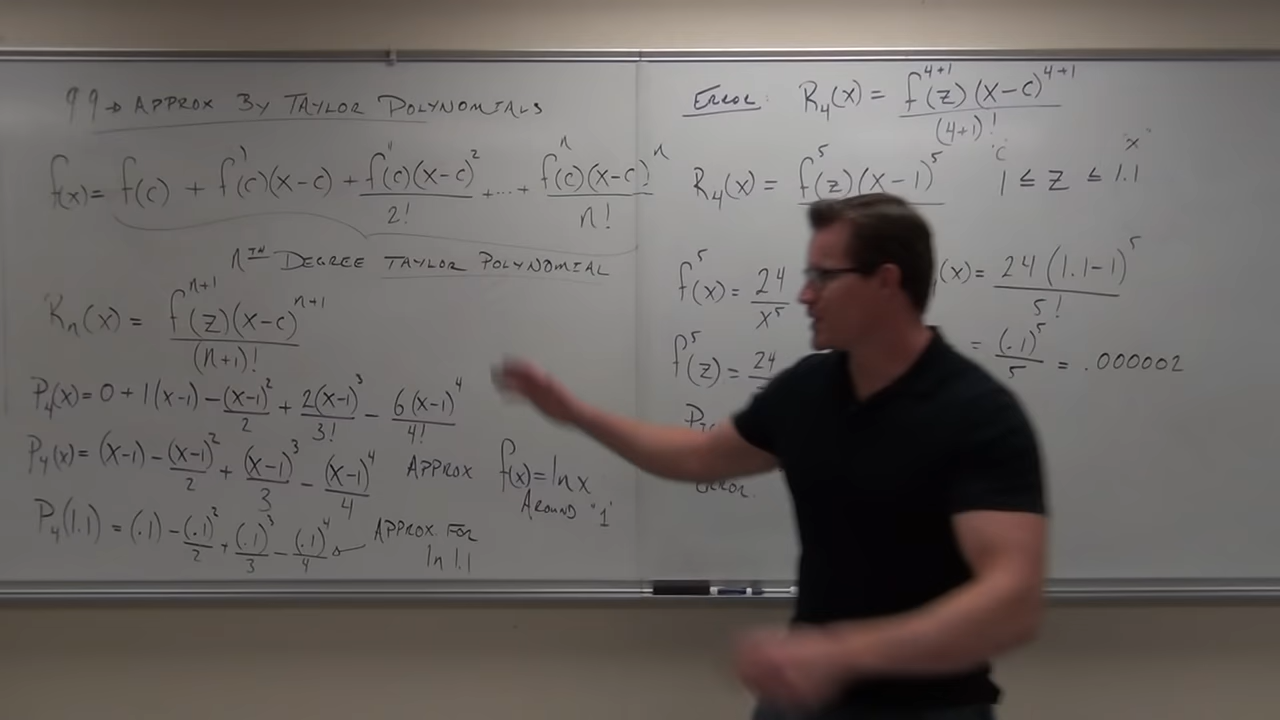 99 → APPROX BY TAYLOR POLYNOMIALS
f(x) = f(c) + f'(c)(x-c) + f''(c)(x-c)²/2! + ... + fⁿ(c)(x-c)ⁿ/n!
nTH DEGREE TAYLOR POLYNOMIAL
Rₙ(x) = fⁿ⁺¹(z)(x-c)ⁿ⁺¹/(n+1)!
P₄(x) = 0 + 1(x-1) - (x-1)²/2 + 2(x-1)³/3! - 6(x-1)⁴/4!
P₄(x) = (x-1) - (x-1)²/2 + (x-1)³/3 - (x-1)⁴/4 APPROX f(x) = ln x
AROUND "1"
P₄(1.1) = (.1) - (.1)²/2 + (.1)³/3 - (.1)⁴/4 APPROX. FOR
ln 1.1
ERROR: R₄(x) = f⁴⁺¹(z)(x-c)⁴⁺¹/(4+1)!
"c" "x"
R₄(x) = f⁵(z)(x-1)⁵ 1 ≤ z ≤ 1.1
f⁵(x) = 24/x⁵
(x) = 24(1.1-1)⁵/5!
f⁵(z) = 24
= (.1)⁵/5 = .000002
ERROR.